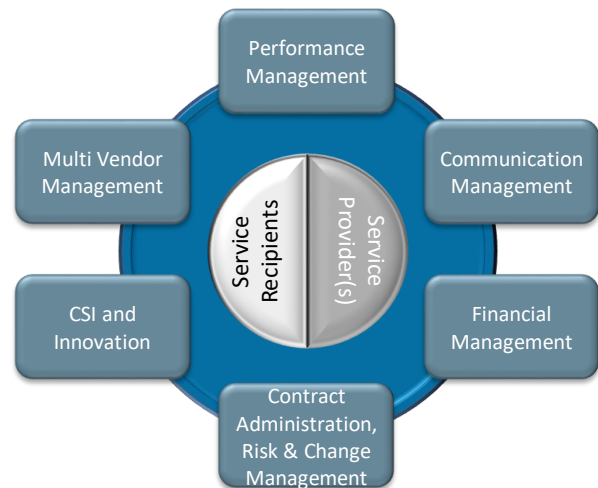 Performance
Management
Multi Vendor
Management
Communication
Management
Service
Recipients
Service
Provider(s)
CSI and
Innovation
Financial
Management
Contract
Administration,
Risk & Change
Management